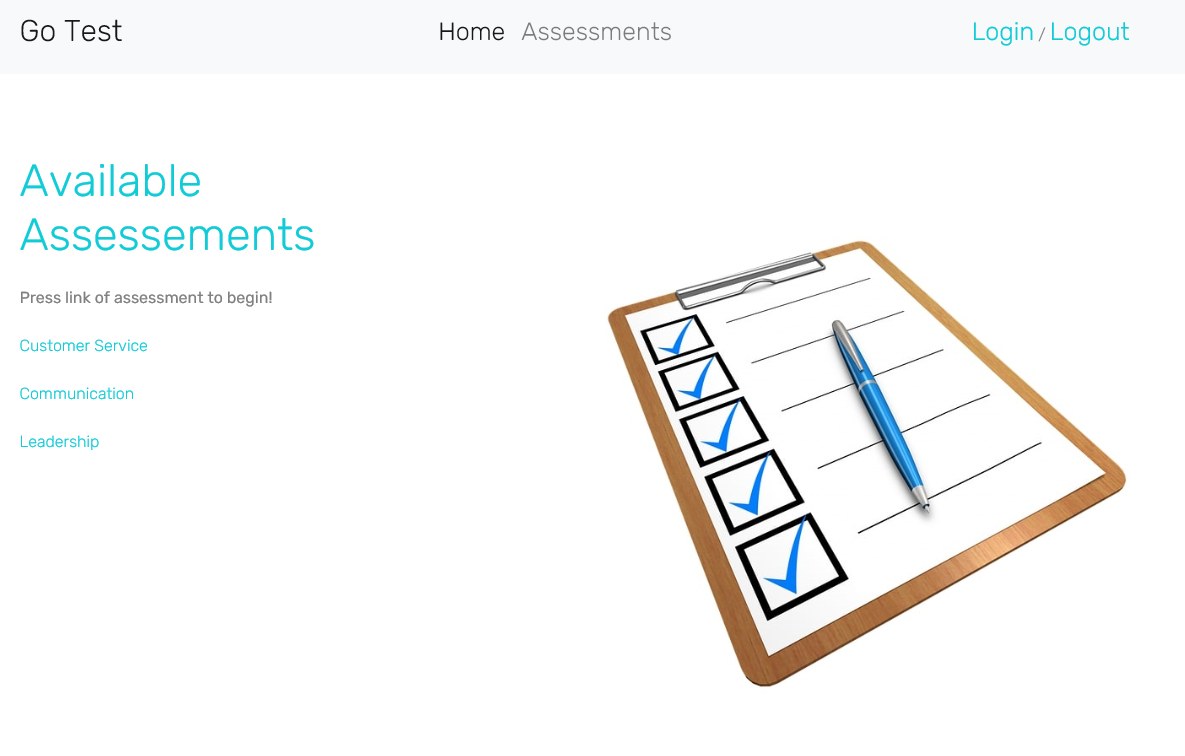 Go Test
Home Assessments
Login / Logout
Available
Assessements
Press link of assessment to begin!
Customer Service
Communication
Leadership